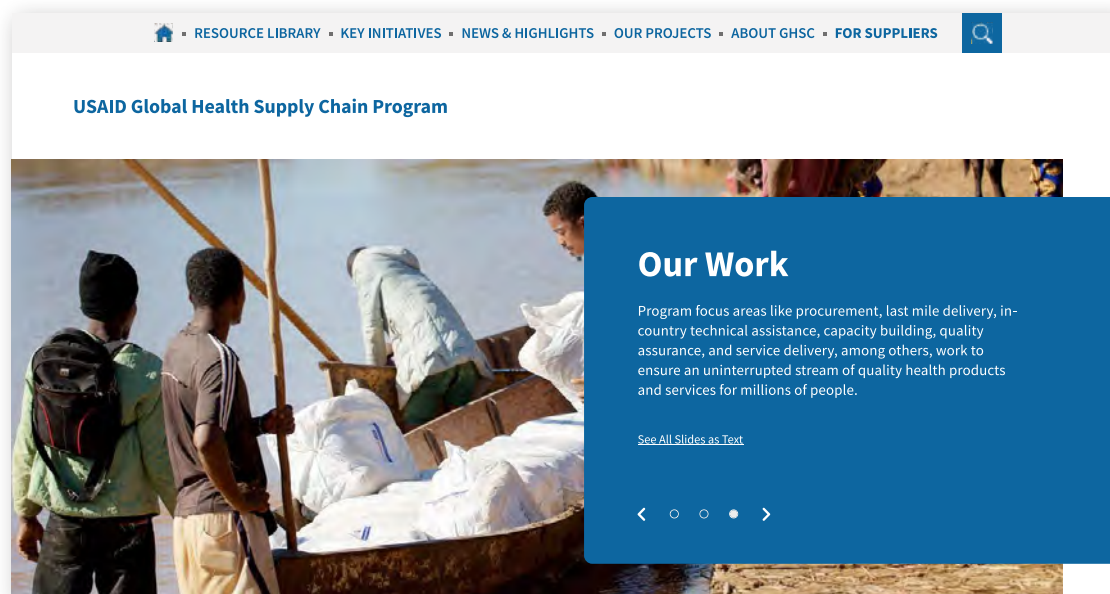 RESOURCE LIBRARY KEY INITIATIVES NEWS & HIGHLIGHTS OUR PROJECTS ABOUT GHSC FOR SUPPLIERS
USAID Global Health Supply Chain Program
Our Work
Program focus areas like procurement, last mile delivery, in-
country technical assistance, capacity building, quality
assurance, and service delivery, among others, work to
ensure an uninterrupted stream of quality health products
and services for millions of people.
See All Slides as Text